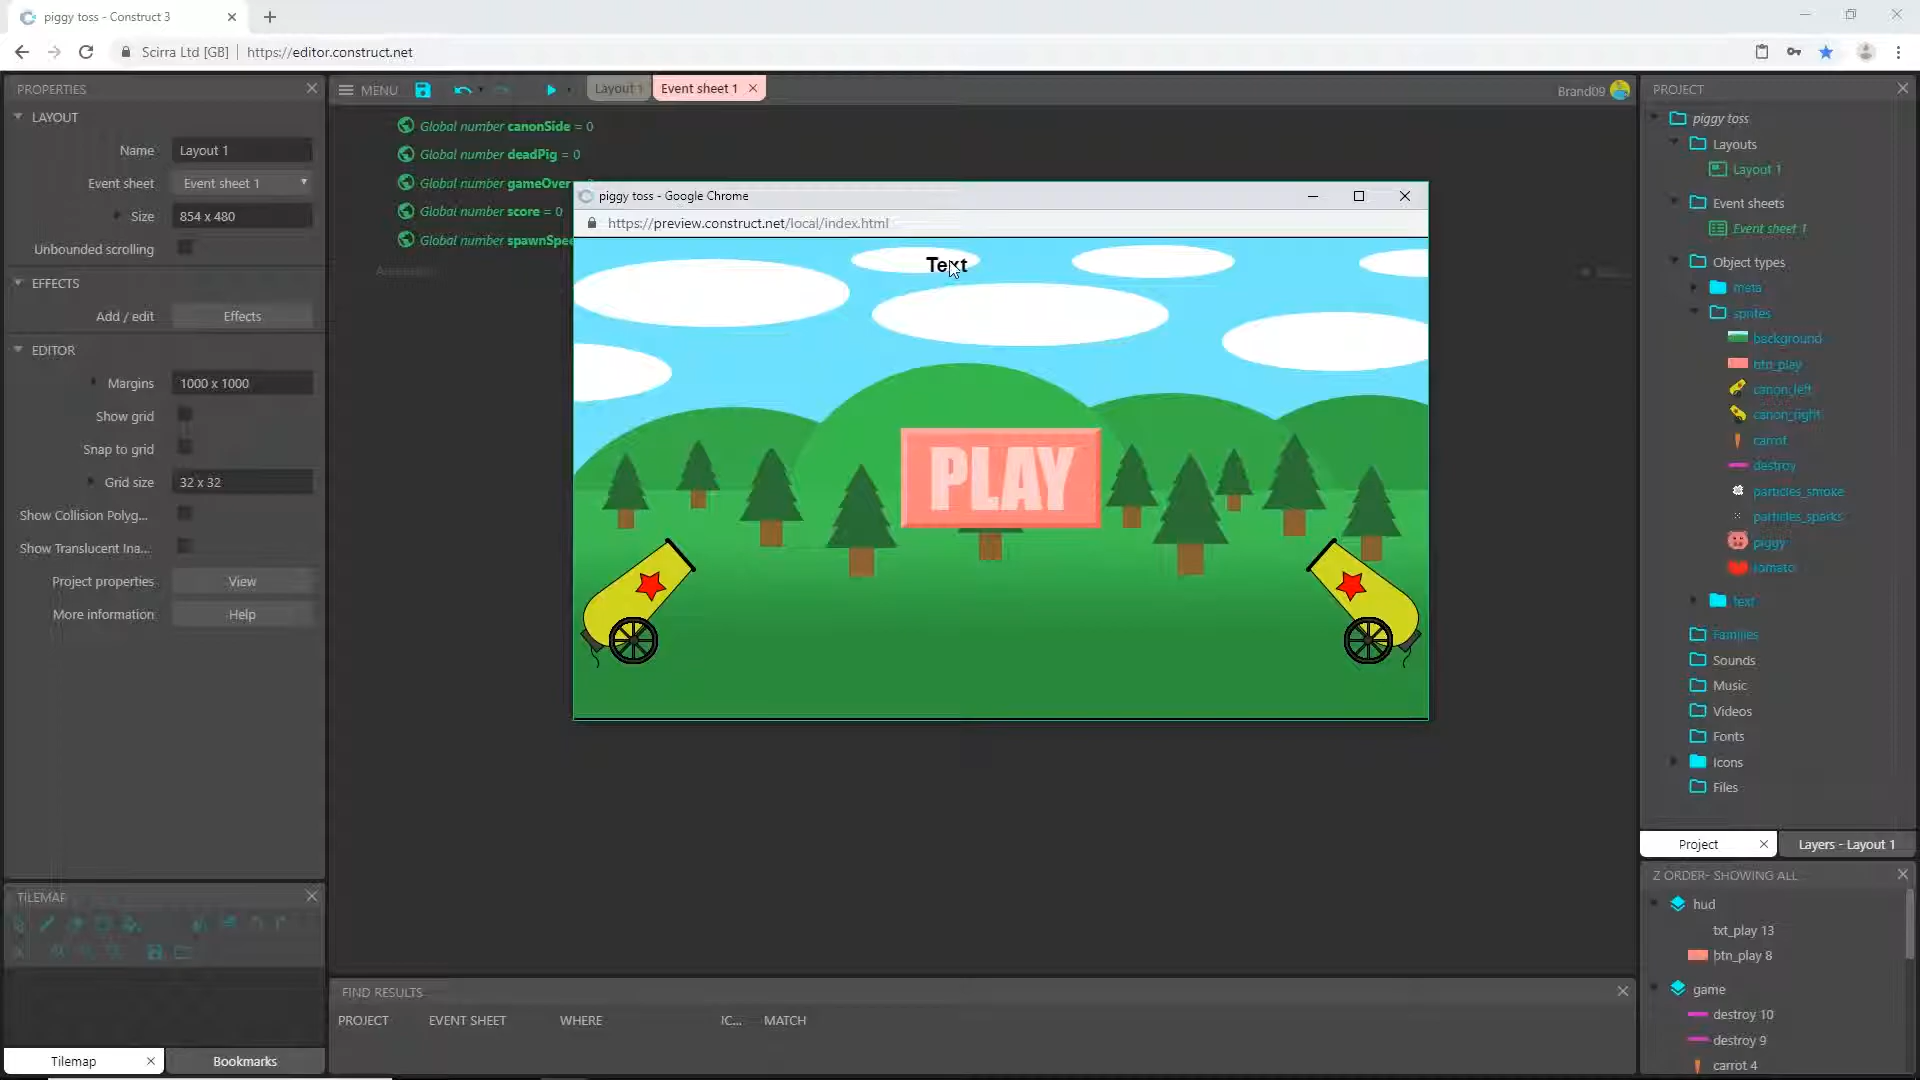 piggy toss - Construct 3
Scirra Ltd [GB] https://editor.construct.net
PROPERTIES
LAYOUT
Name Layout 1
Event sheet Event sheet 1
Size 854 x 480
Unbounded scrolling
EFFECTS
Add / edit Effects
EDITOR
Margins 1000 x 1000
Show grid
Snap to grid
Grid size 32 x 32
Show Collision Polyg...
Show Translucent Ina...
Project properties View
More information Help
TILEMAP
Tilemap
Bookmarks
MENU
Layout 1
Event sheet 1
Brand09
Global number canonSide = 0
Global number deadPig = 0
Global number gameOver
Global number score = 0
Global number spawnSpee
piggy toss - Google Chrome
https://preview.construct.net/local/index.html
Text
PLAY
FIND RESULTS
PROJECT EVENT SHEET WHERE IC... MATCH
PROJECT
piggy toss
Layouts
Layout 1
Event sheets
Event sheet 1
Object types
meta
sprites
background
btn_play
canon_left
canon_right
carrot
destroy
particles_smoke
particles_sparks
piggy
tomato
text
Families
Sounds
Music
Videos
Fonts
Icons
Files
Project
Layers - Layout 1
Z ORDER- SHOWING ALL
hud
txt_play 13
btn_play 8
game
destroy 10
destroy 9
carrot 4